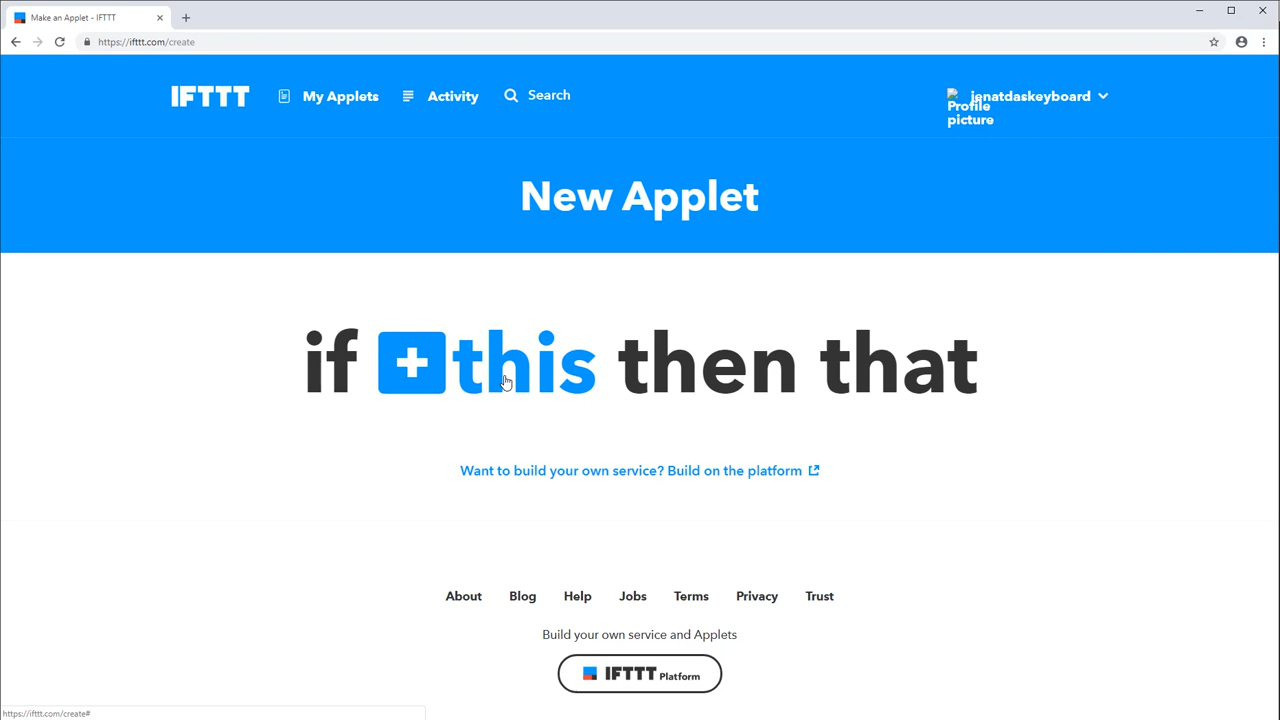 Make an Applet - IFTTT
https://ifttt.com/create
IFTTT
My Applets
Activity
Search
Profile picture
jenatdaskeyboard
New Applet
if this then that
Want to build your own service? Build on the platform
About Blog Help Jobs Terms Privacy Trust
Build your own service and Applets
IFTTT Platform
https://ifttt.com/create#